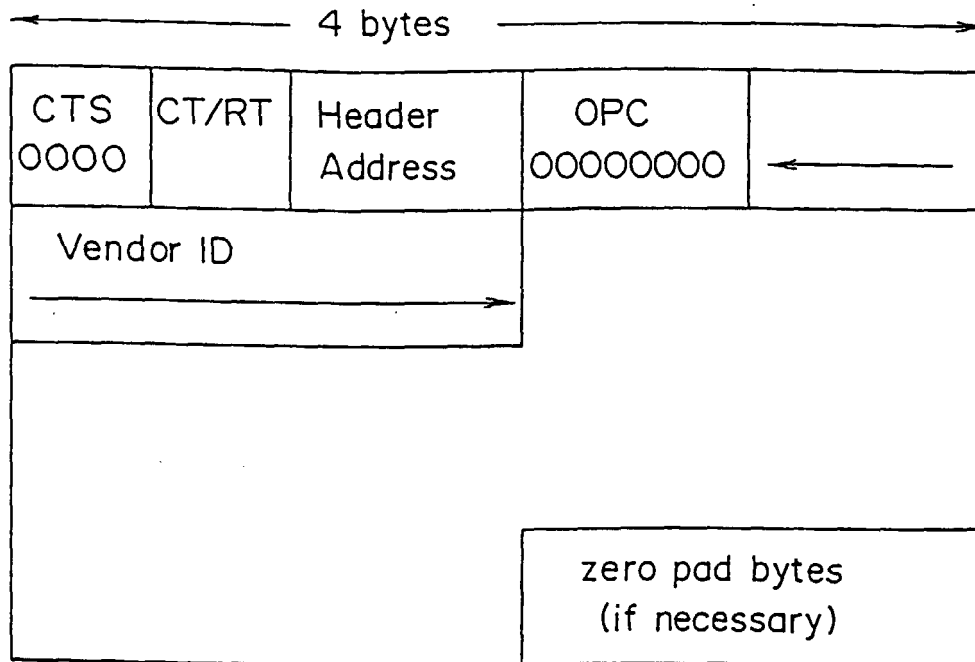 4 bytes
CTS
0000
CT/RT
Header
Address
OPC
00000000
Vendor ID
zero pad bytes
(if necessary)